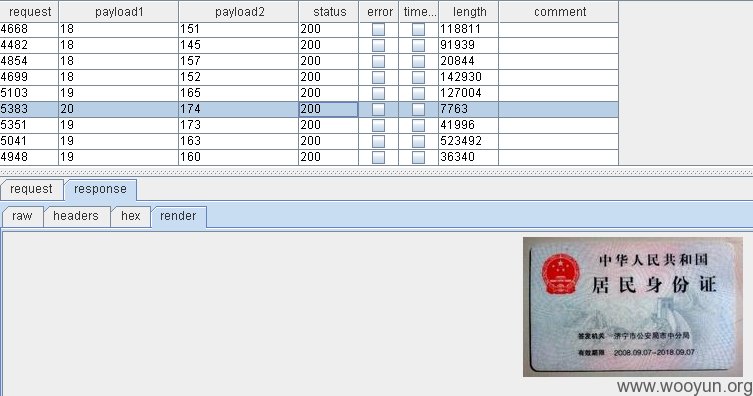 request payload1 payload2 status error time... length comment
4668 18 151 200 118811
4482 18 145 200 91939
4854 18 157 200 20844
4699 18 152 200 142930
5103 19 165 200 127004
5383 20 174 200 7763
5351 19 173 200 41996
5041 19 163 200 523492
4948 19 160 200 36340
request response
raw headers hex render
中华人民共和国
居民身份证
签发机关 济宁市公安局市中分局
有效期限 2008.09.07-2018.09.07
www.wooyun.org